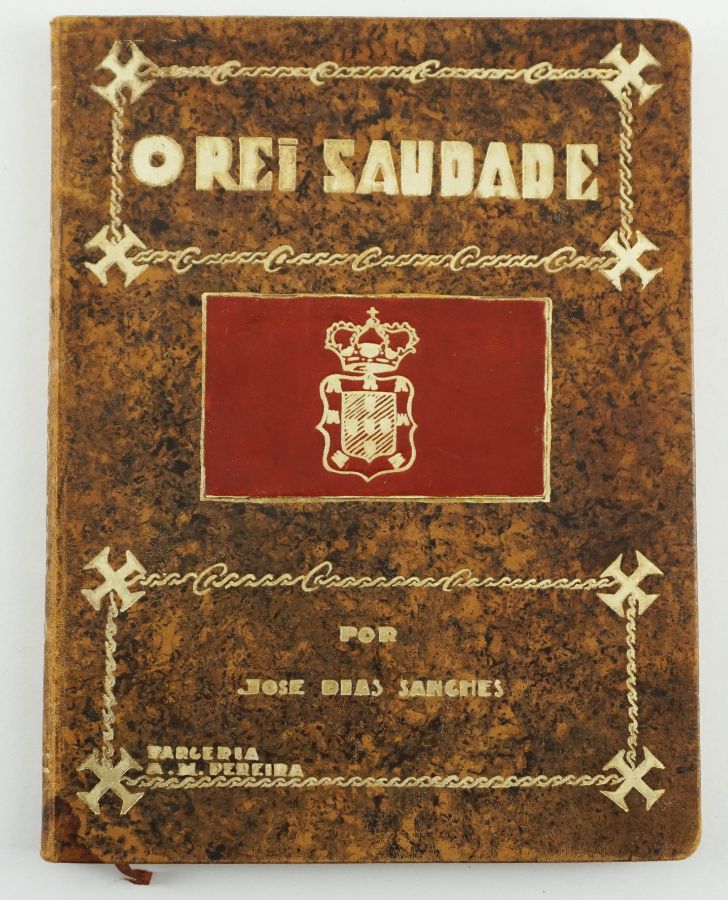 O REI SAUDADE
POR
JOSE DIAS SANCHES
PARCERIA
A. M. PEREIRA